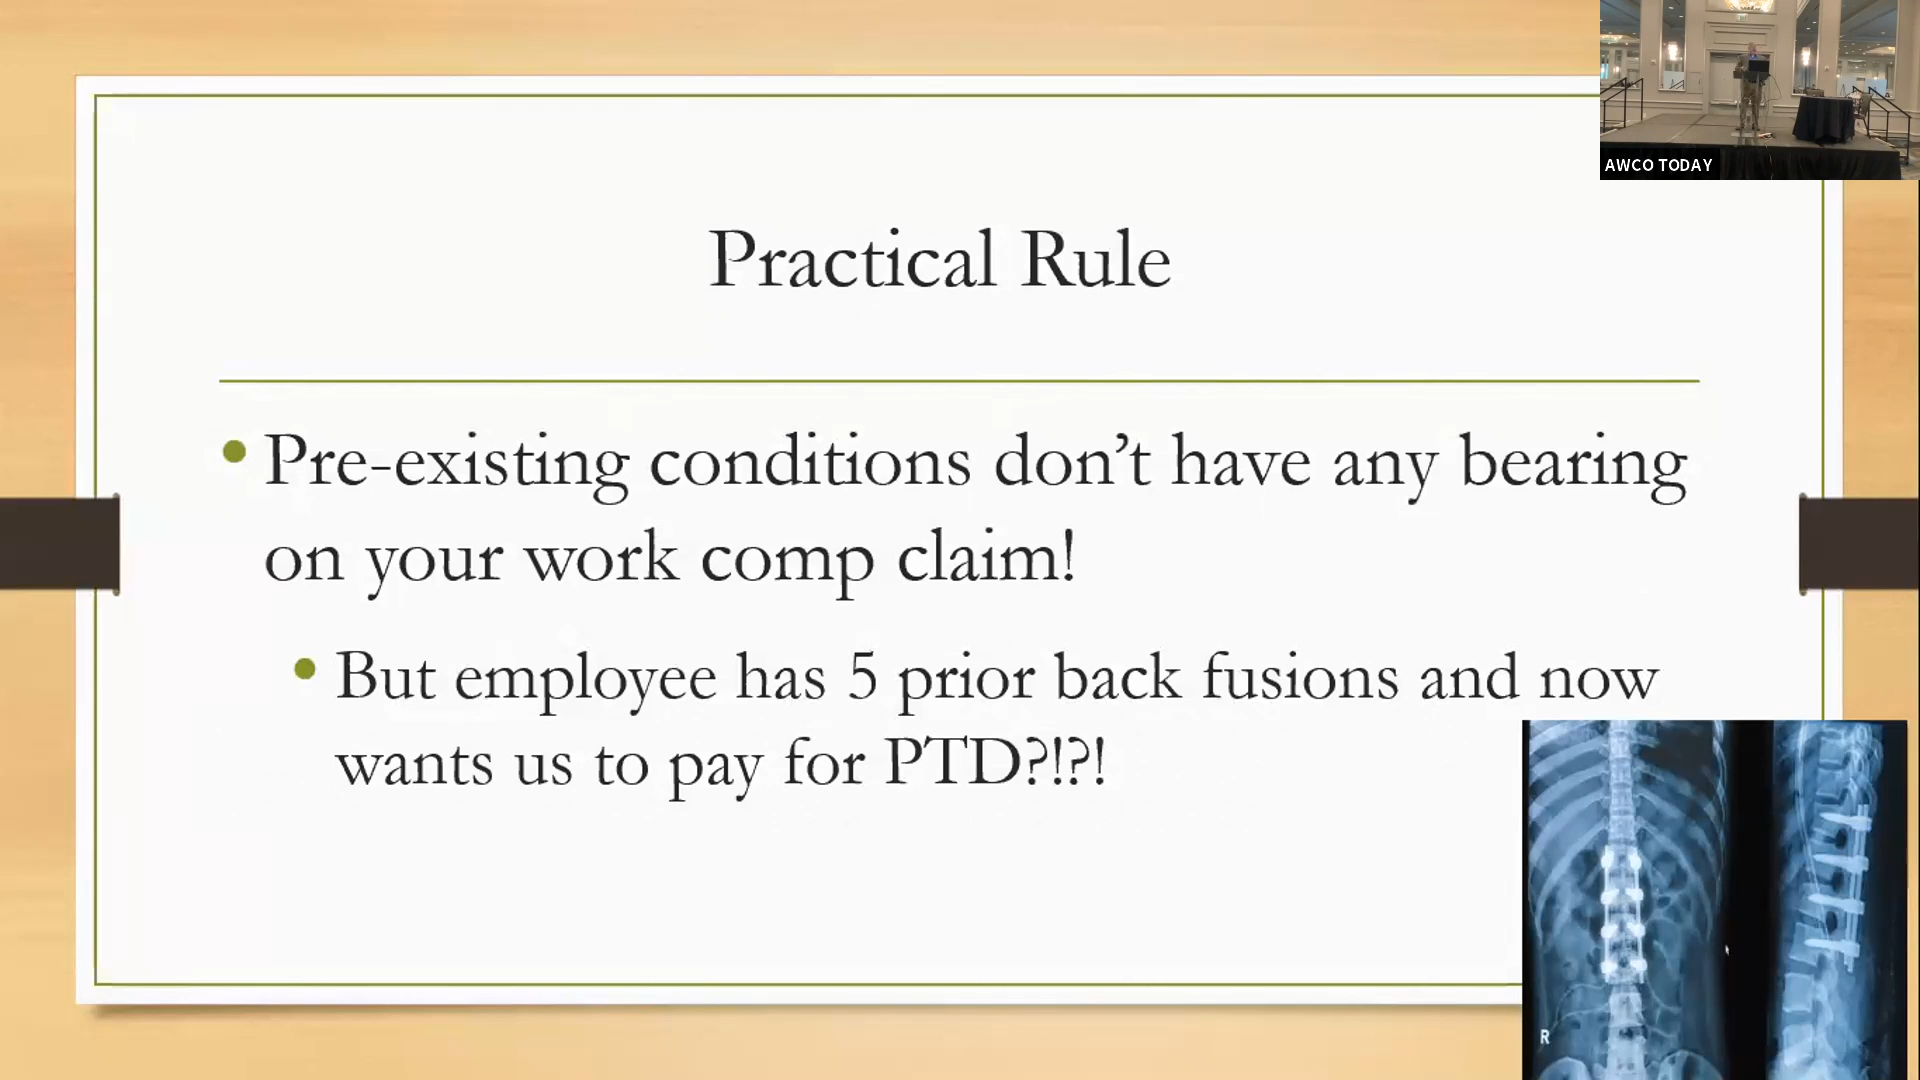 AWCO TODAY
Practical Rule
• Pre-existing conditions don’t have any bearing
on your work comp claim!
• But employee has 5 prior back fusions and now
wants us to pay for PTD?!?!
R